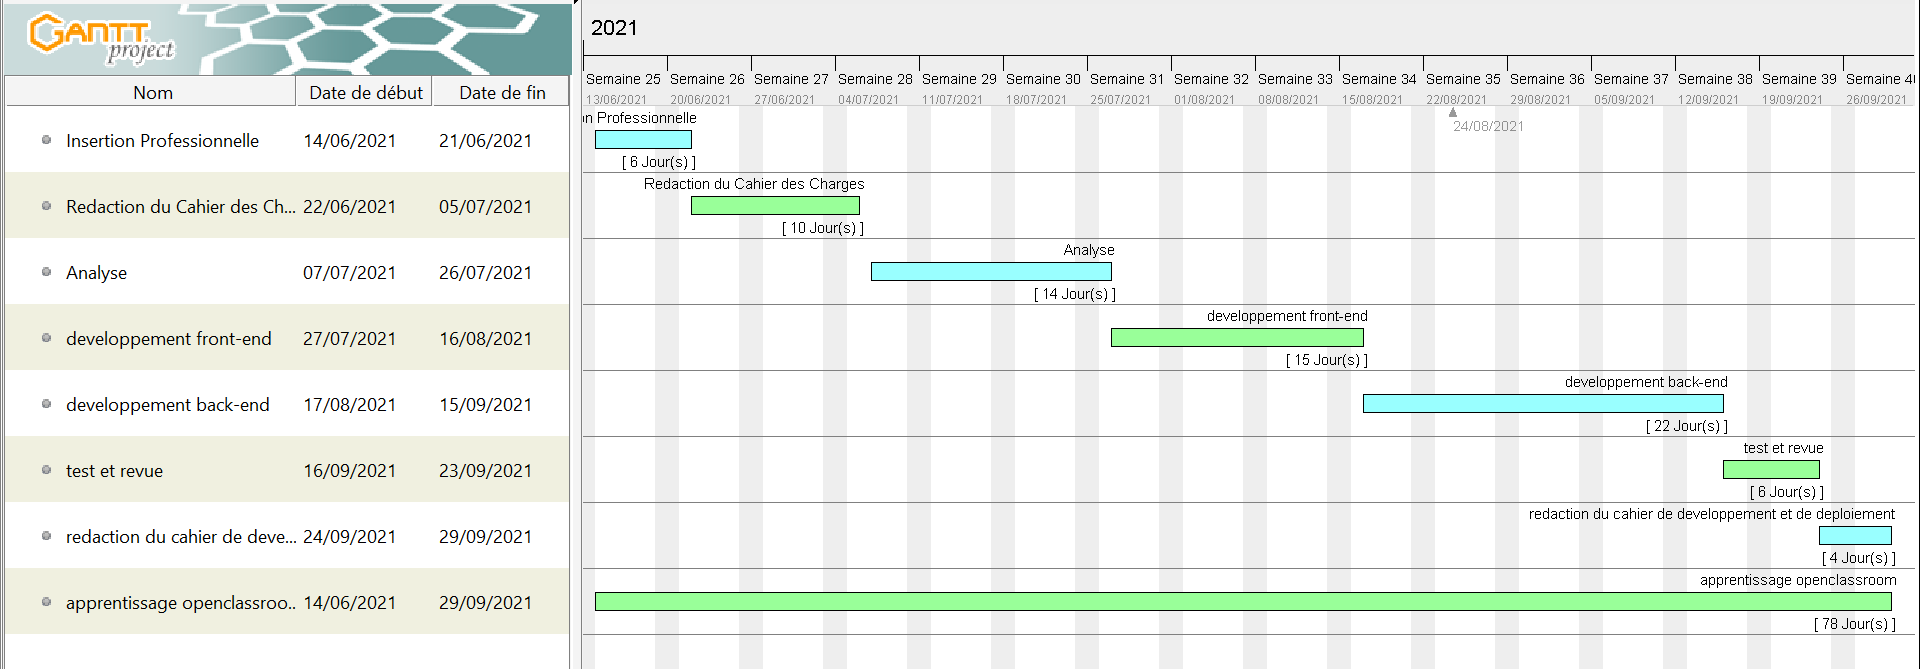 GANTT
project
Nom Date de début Date de fin
Insertion Professionnelle 14/06/2021 21/06/2021
Redaction du Cahier des Ch... 22/06/2021 05/07/2021
Analyse 07/07/2021 26/07/2021
developpement front-end 27/07/2021 16/08/2021
developpement back-end 17/08/2021 15/09/2021
test et revue 16/09/2021 23/09/2021
redaction du cahier de deve... 24/09/2021 29/09/2021
apprentissage openclassroo.. 14/06/2021 29/09/2021
2021
Semaine 25 Semaine 26 Semaine 27 Semaine 28 Semaine 29 Semaine 30 Semaine 31 Semaine 32 Semaine 33 Semaine 34 Semaine 35 Semaine 36 Semaine 37 Semaine 38 Semaine 39 Semaine 40
13/06/2021 20/06/2021 27/06/2021 04/07/2021 11/07/2021 18/07/2021 25/07/2021 01/08/2021 08/08/2021 15/08/2021 22/08/2021 29/08/2021 05/09/2021 12/09/2021 19/09/2021 26/09/2021
24/08/2021
n Professionnelle
[ 6 Jour(s) ]
Redaction du Cahier des Charges
[ 10 Jour(s) ]
Analyse
[ 14 Jour(s) ]
developpement front-end
[ 15 Jour(s) ]
developpement back-end
[ 22 Jour(s) ]
test et revue
[ 6 Jour(s) ]
redaction du cahier de developpement et de deploiement
[ 4 Jour(s) ]
apprentissage openclassroom
[ 78 Jour(s) ]